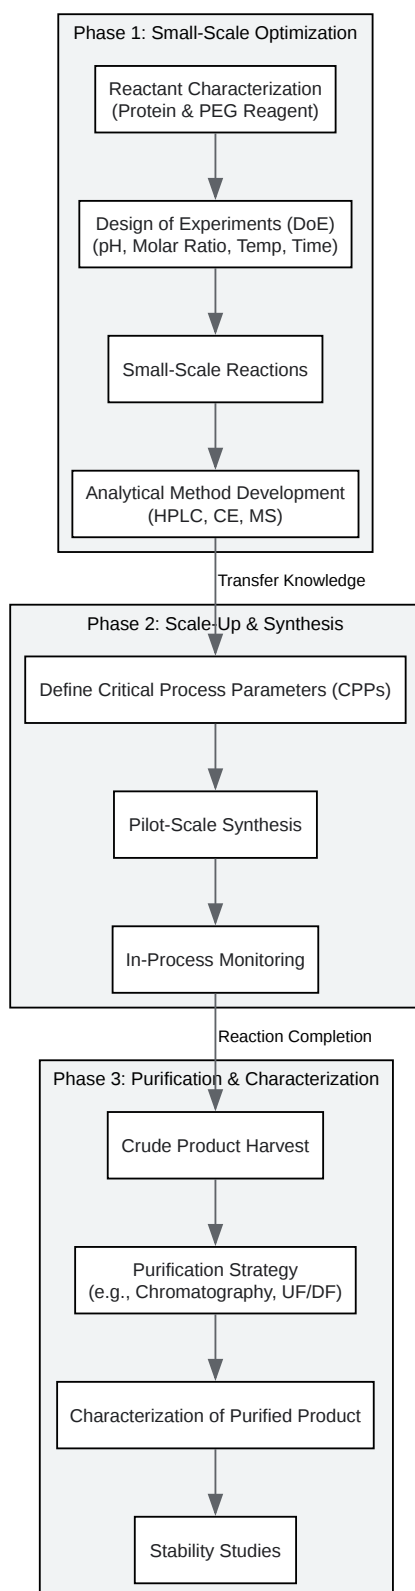 Phase 1: Small-Scale Optimization
Reactant Characterization
(Protein & PEG Reagent)
Design of Experiments (DoE)
(pH, Molar Ratio, Temp, Time)
Small-Scale Reactions
Analytical Method Development
(HPLC, CE, MS)
Transfer Knowledge
Phase 2: Scale-Up & Synthesis
Define Critical Process Parameters (CPPs)
Pilot-Scale Synthesis
In-Process Monitoring
Reaction Completion
Phase 3: Purification & Characterization
Crude Product Harvest
Purification Strategy
(e.g., Chromatography, UF/DF)
Characterization of Purified Product
Stability Studies